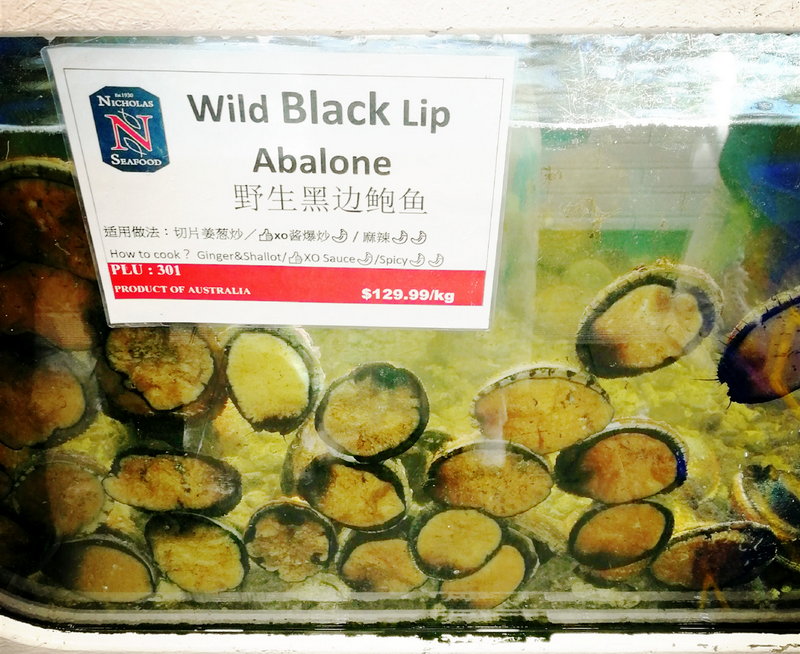 Est.1930
NICHOLAS
N
SEAFOOD
Wild Black Lip
Abalone
野生黑边鲍鱼
适用做法：切片姜葱炒/👍xo酱爆炒🌶/麻辣🌶🌶
How to cook？Ginger&Shallot/👍XO Sauce🌶/Spicy🌶🌶
PLU : 301
PRODUCT OF AUSTRALIA
$129.99/kg